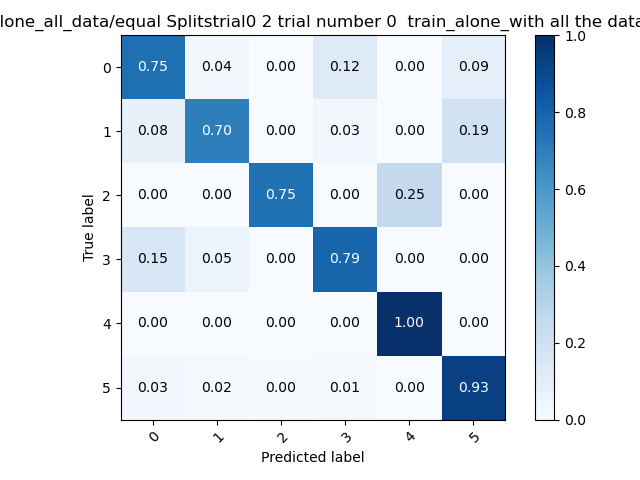 lone_all_data/equal Splitstrial0 2 trial number 0  train_alone_with all the data
1.0
0 0.75 0.04 0.00 0.12 0.00 0.09
0.8
1 0.08 0.70 0.00 0.03 0.00 0.19
2 0.00 0.00 0.75 0.00 0.25 0.00
0.6
True label
3 0.15 0.05 0.00 0.79 0.00 0.00
0.4
4 0.00 0.00 0.00 0.00 1.00 0.00
0.2
5 0.03 0.02 0.00 0.01 0.00 0.93
0.0
0 1 2 3 4 5
Predicted label